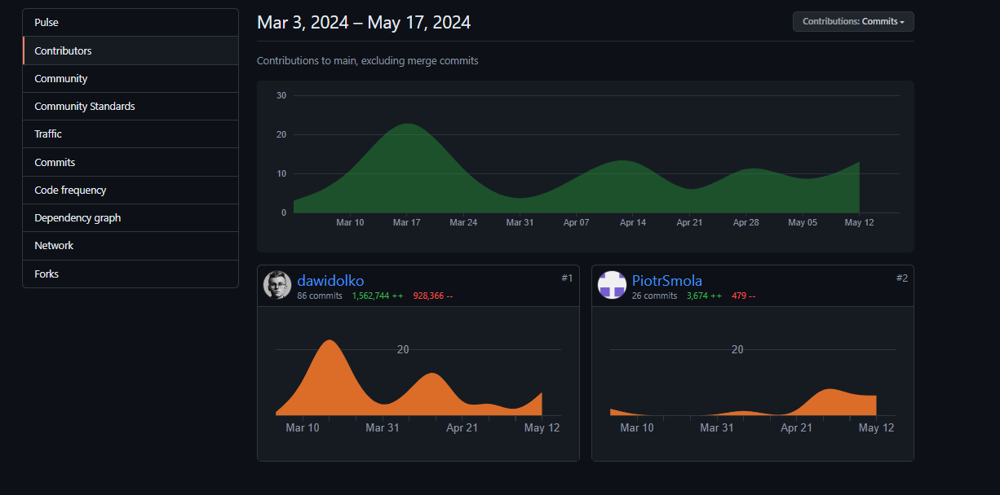 Pulse
Contributors
Community
Community Standards
Traffic
Commits
Code frequency
Dependency graph
Network
Forks
Mar 3, 2024 – May 17, 2024
Contributions: Commits
Contributions to main, excluding merge commits
30
20
10
0
Mar 10 Mar 17 Mar 24 Mar 31 Apr 07 Apr 14 Apr 21 Apr 28 May 05 May 12
dawidolko #1
86 commits 1,562,744 ++ 928,366 --
20
Mar 10 Mar 31 Apr 21 May 12
PiotrSmola #2
26 commits 3,674 ++ 479 --
20
Mar 10 Mar 31 Apr 21 May 12